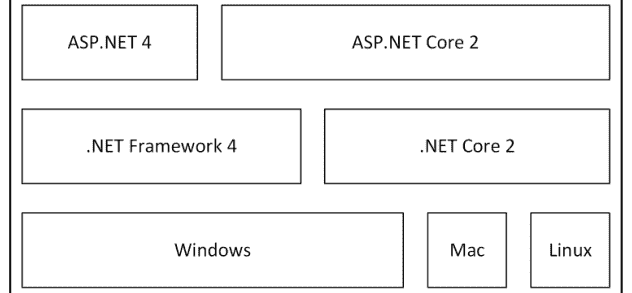 ASP.NET 4
ASP.NET Core 2
.NET Framework 4
.NET Core 2
Windows
Mac
Linux